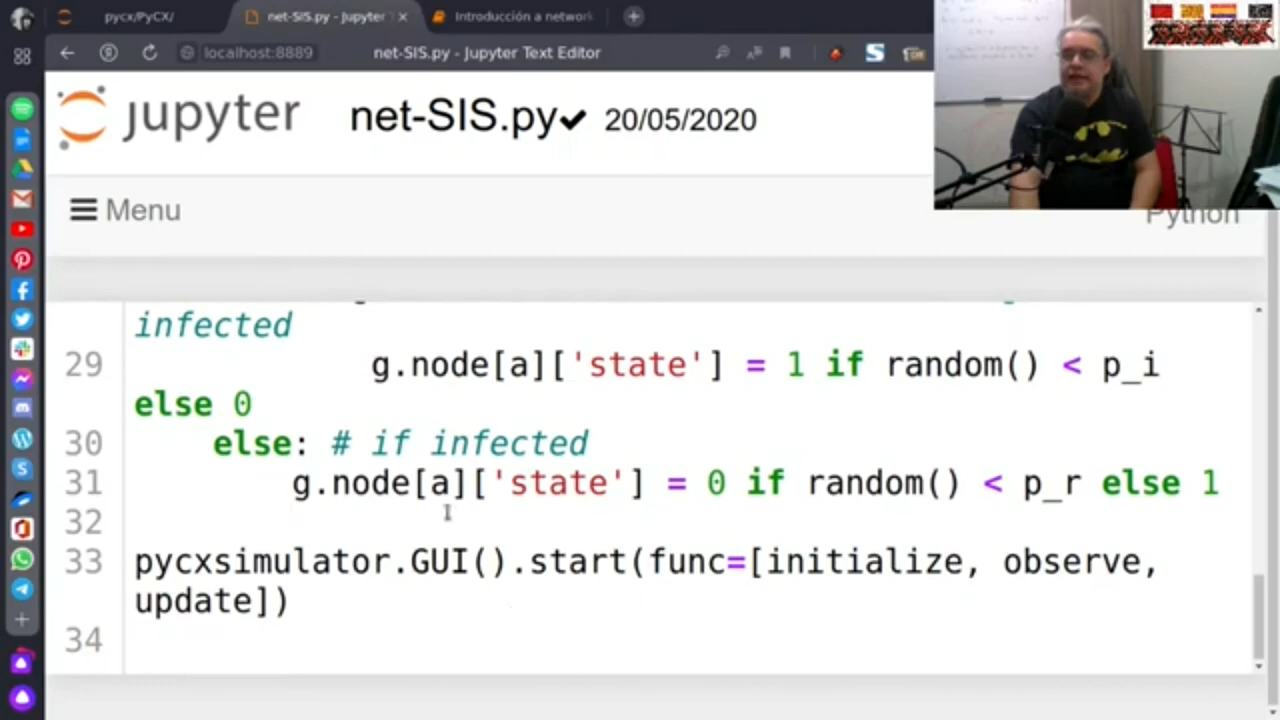 pycx/PyCX/
net-SIS.py - Jupyter
Introducción a network
localhost:8889
net-SIS.py - Jupyter Text Editor
jupyter
net-SIS.py 20/05/2020
Menu
Python
infected
29 g.node[a]['state'] = 1 if random() < p_i
else 0
30 else: # if infected
31 g.node[a]['state'] = 0 if random() < p_r else 1
32
33 pycxsimulator.GUI().start(func=[initialize, observe,
update])
34